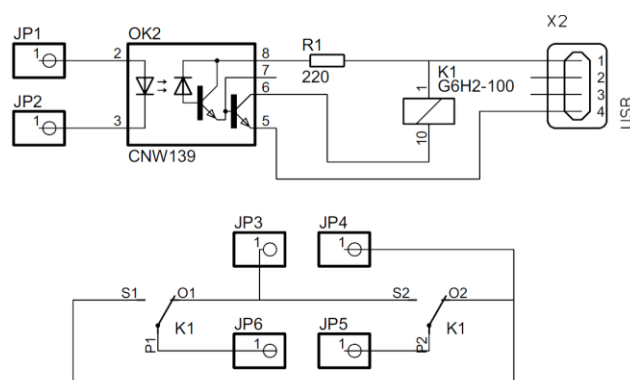 JP1
1
JP2
1
OK2
2
3
8
7
6
5
CNW139
R1
220
K1
G6H2-100
1
10
X2
1
2
3
4
USB
JP3
1
JP4
1
S1
O1
P1
K1
S2
O2
P2
K1
JP6
1
JP5
1